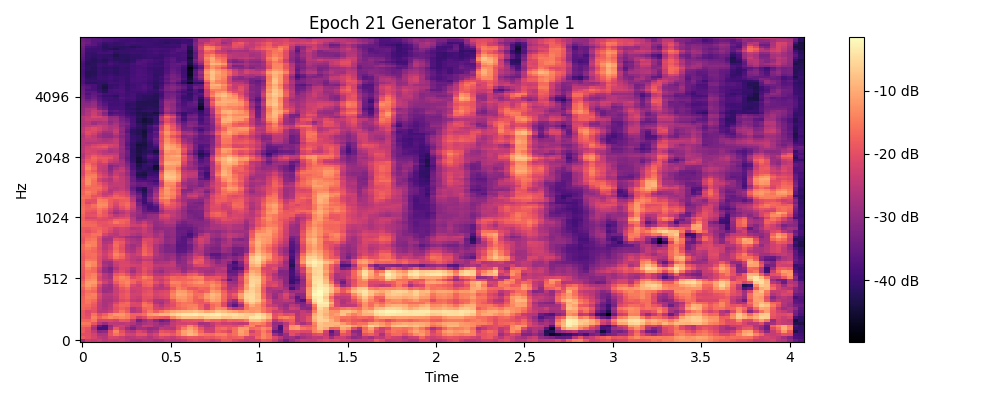 Epoch 21 Generator 1 Sample 1
Hz
4096
2048
1024
512
0
0 0.5 1 1.5 2 2.5 3 3.5 4
Time
-10 dB
-20 dB
-30 dB
-40 dB